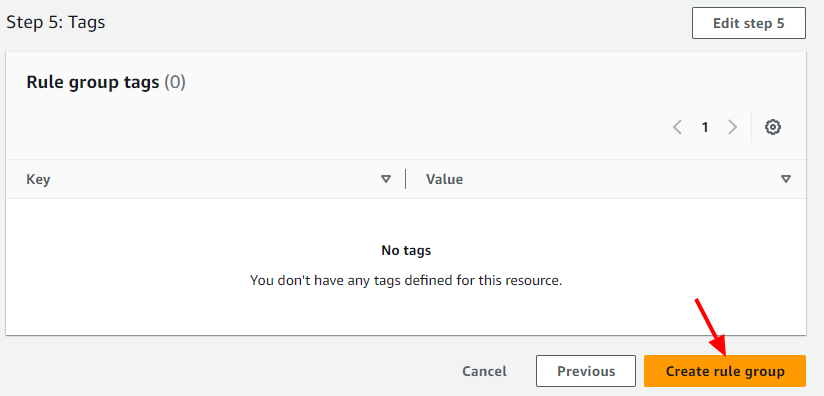 Step 5: Tags
Edit step 5
Rule group tags (0)
1
Key
Value
No tags
You don't have any tags defined for this resource.
Cancel
Previous
Create rule group